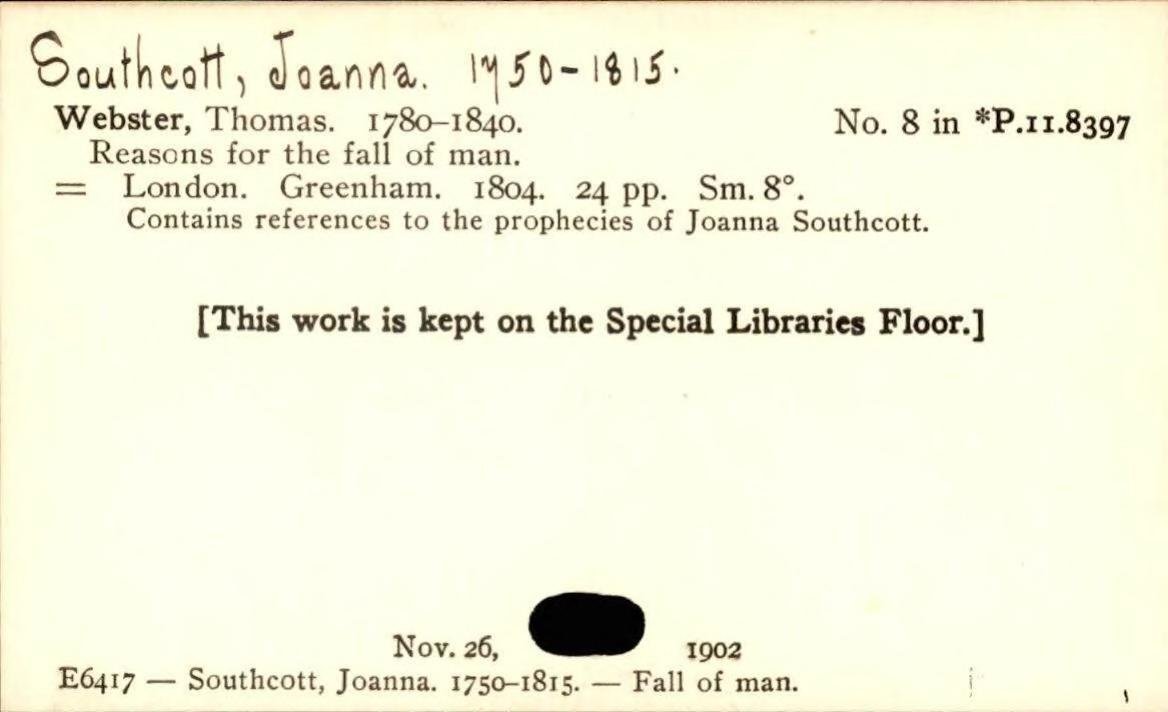 Southcott, Joanna. 1750-1815.
Webster, Thomas. 1780–1840. No. 8 in *P.11.8397
Reasons for the fall of man.
= London. Greenham. 1804. 24 pp. Sm. 8°.
Contains references to the prophecies of Joanna Southcott.
[This work is kept on the Special Libraries Floor.]
Nov. 26, 1902
E6417 — Southcott, Joanna. 1750–1815. — Fall of man.